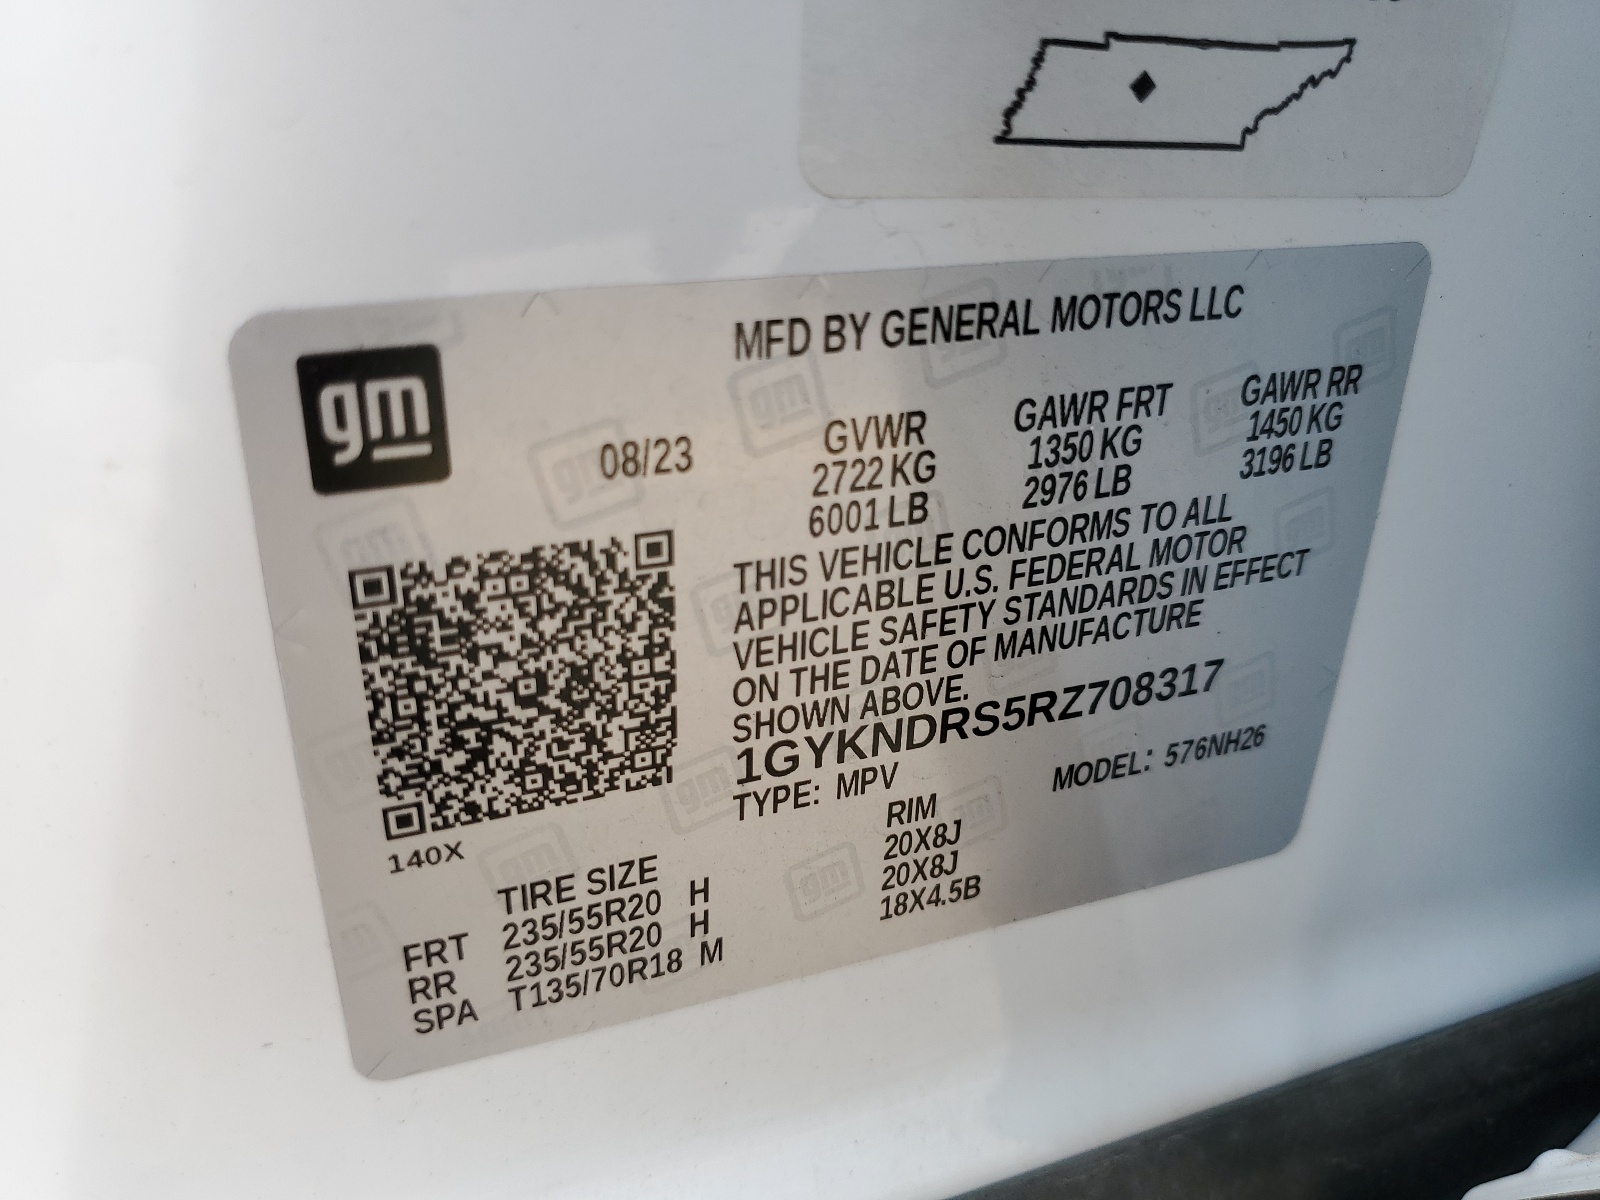 MFD BY GENERAL MOTORS LLC
gm
08/23
GVWR GAWR FRT GAWR RR
2722 KG 1350 KG 1450 KG
6001 LB 2976 LB 3196 LB
THIS VEHICLE CONFORMS TO ALL
APPLICABLE U.S. FEDERAL MOTOR
VEHICLE SAFETY STANDARDS IN EFFECT
ON THE DATE OF MANUFACTURE
SHOWN ABOVE.
1GYKNDRS5RZ708317
TYPE: MPV MODEL: 576NH26
140X
TIRE SIZE RIM
FRT 235/55R20 H 20X8J
RR 235/55R20 H 20X8J
SPA T135/70R18 M 18X4.5B